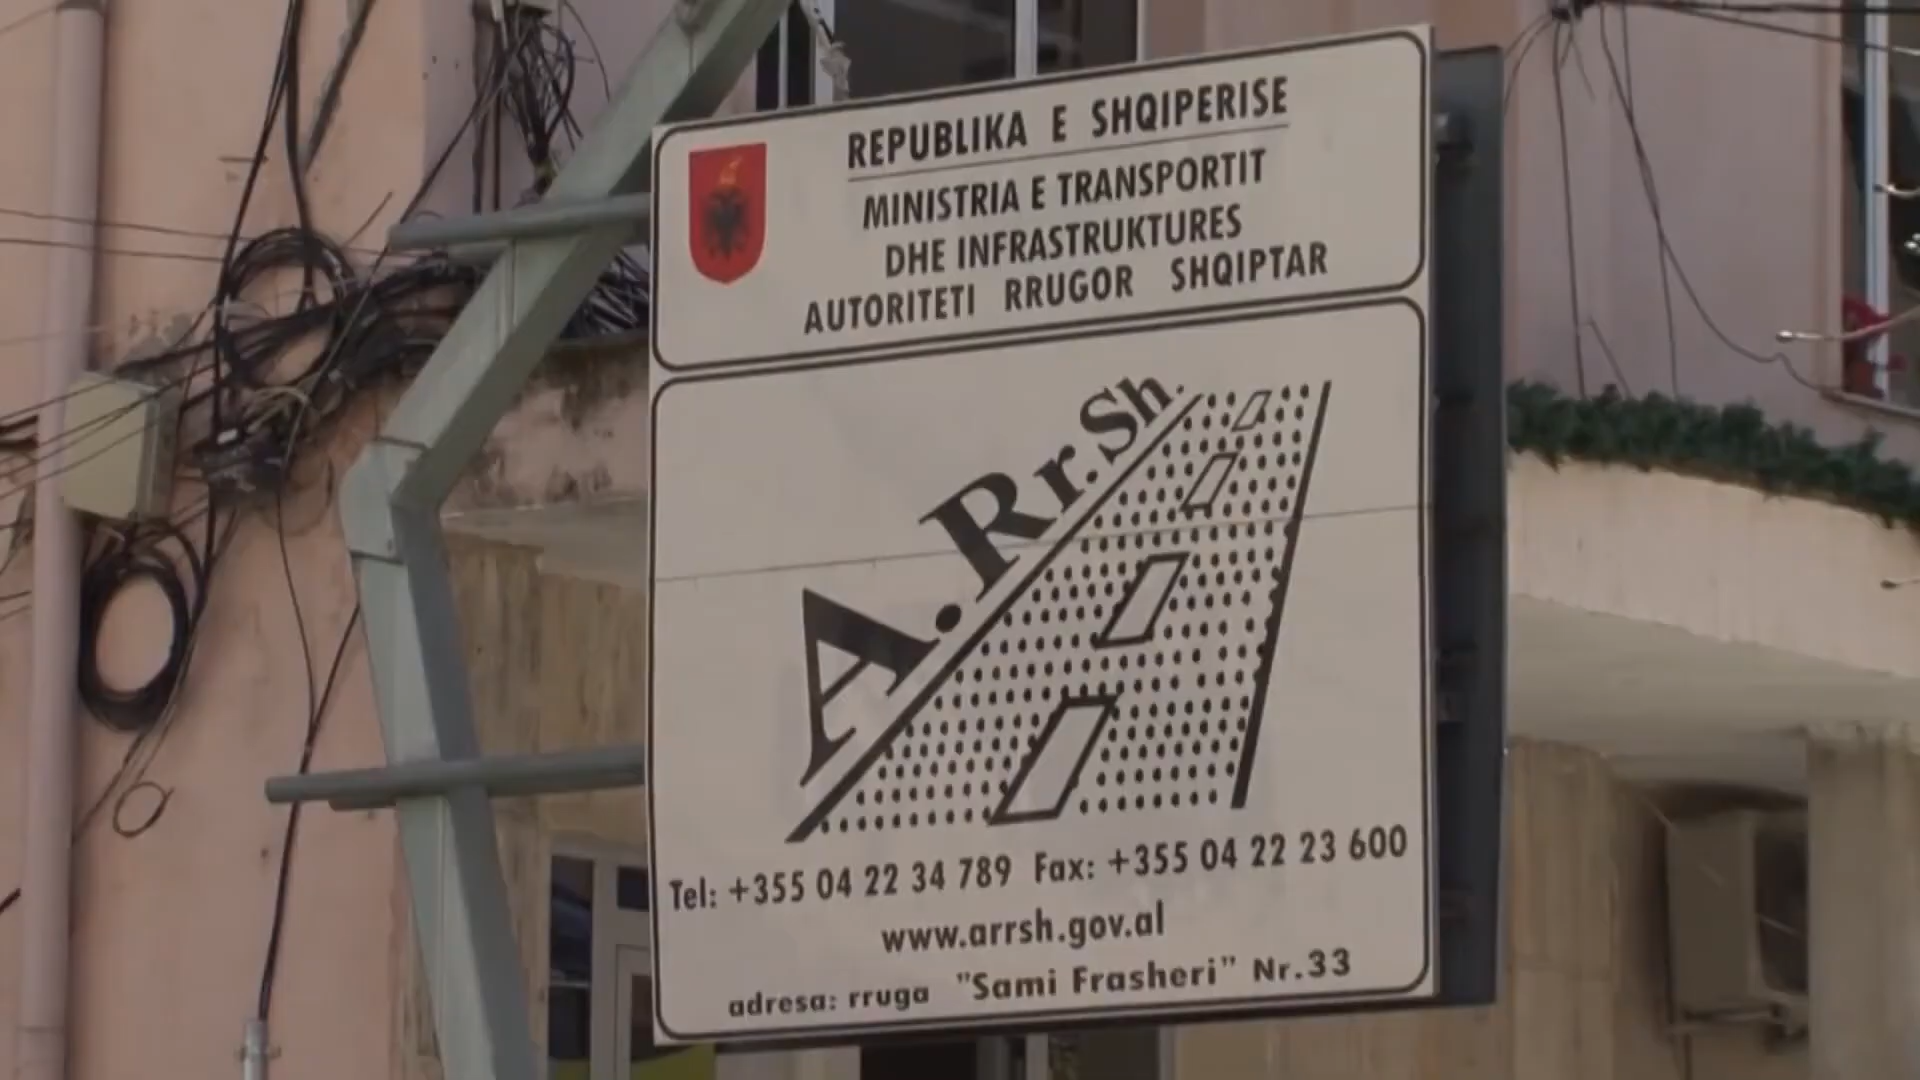 REPUBLIKA E SHQIPERISE
MINISTRIA E TRANSPORTIT
DHE INFRASTRUKTURES
AUTORITETI RRUGOR SHQIPTAR
A.Rr.Sh.
Tel: +355 04 22 34 789 Fax: +355 04 22 23 600
www.arrsh.gov.al
adresa: rruga "Sami Frasheri" Nr.33